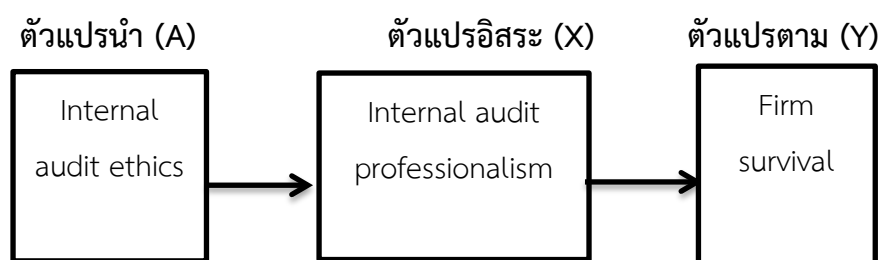 ตัวแปรนำ (A) ตัวแปรอิสระ (X) ตัวแปรตาม (Y)
Internal
audit ethics
Internal audit
professionalism
Firm
survival